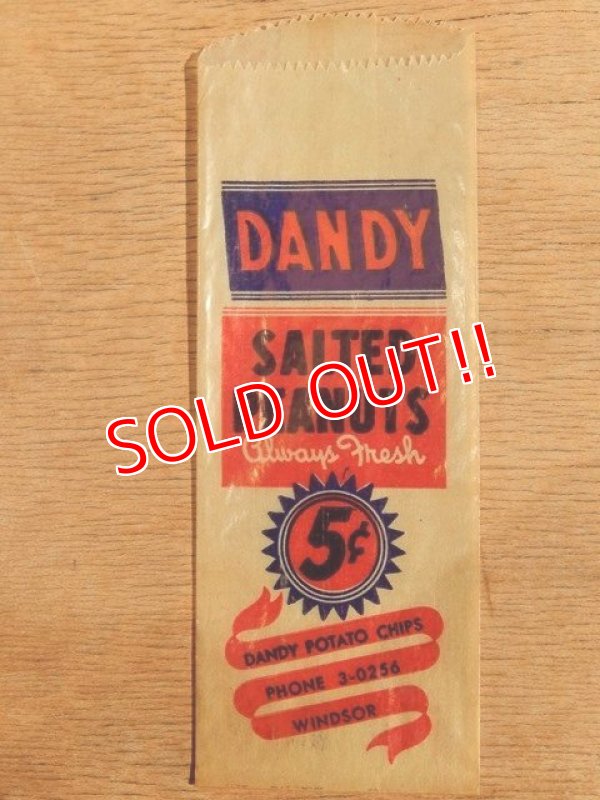 DANDY
SALTED
PEANUTS
Always Fresh
SOLD OUT!!
5¢
DANDY POTATO CHIPS
PHONE 3-0256
WINDSOR